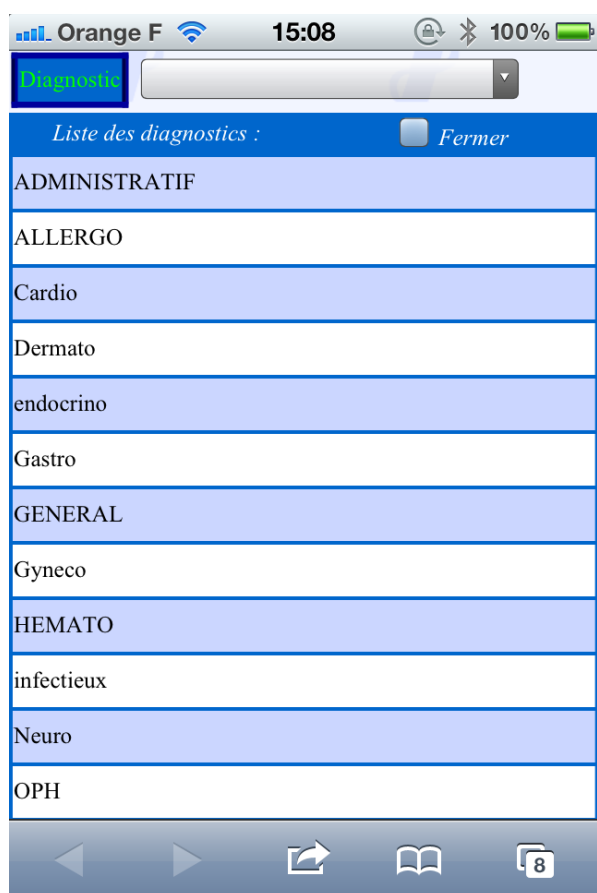 Orange F 15:08 100%
Diagnostic
Liste des diagnostics : Fermer
ADMINISTRATIF
ALLERGO
Cardio
Dermato
endocrino
Gastro
GENERAL
Gyneco
HEMATO
infectieux
Neuro
OPH
8